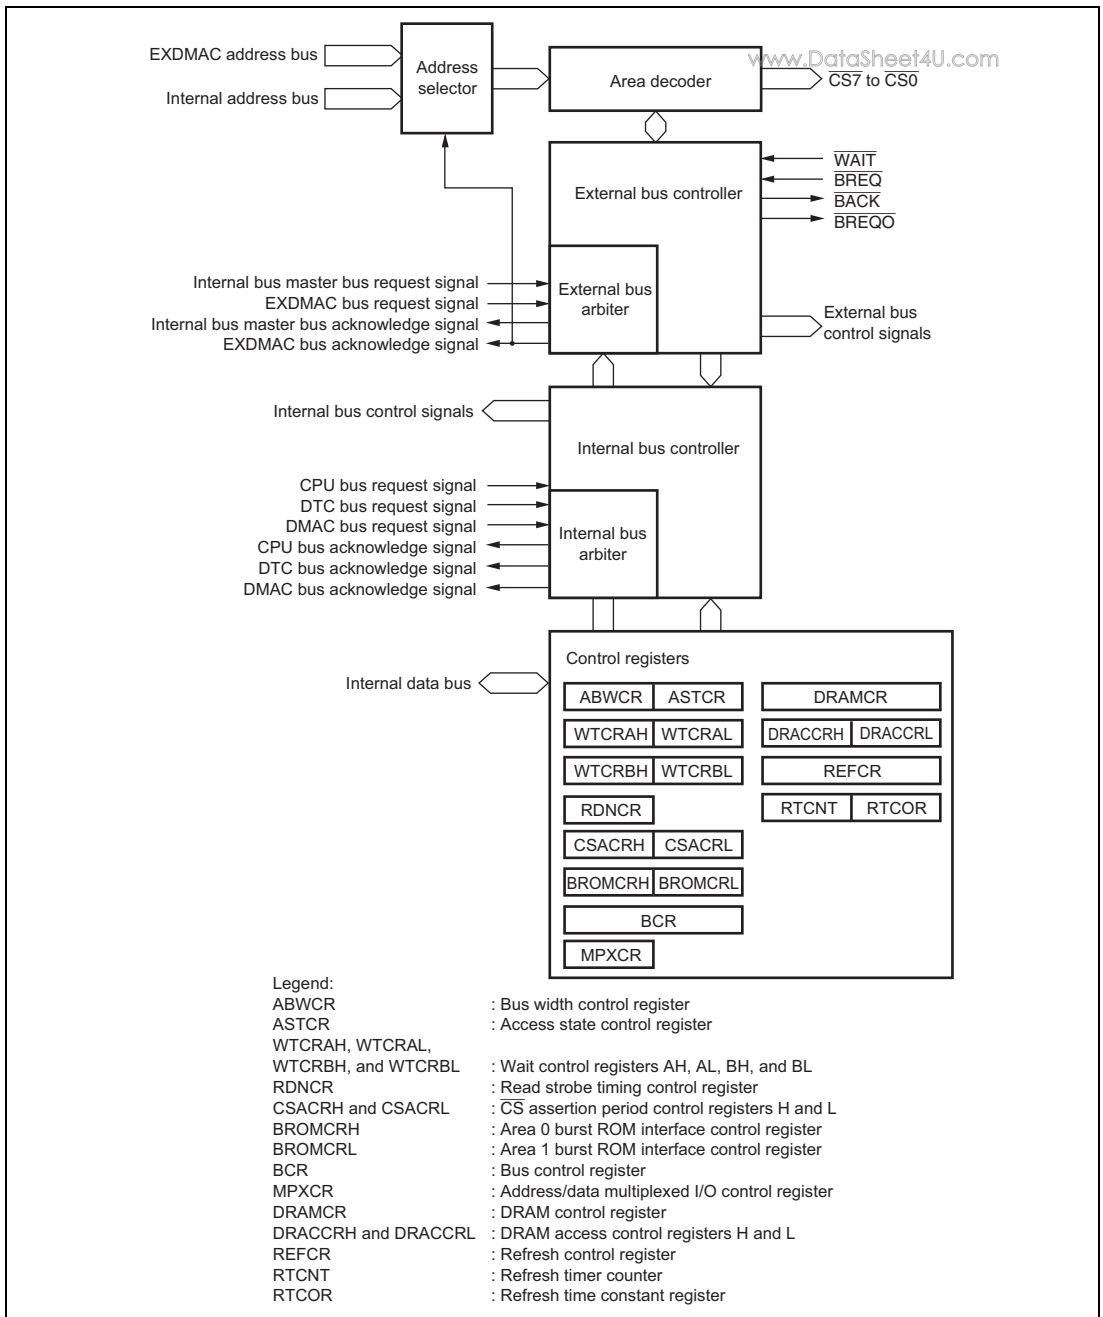 www.DataSheet4U.com
EXDMAC address bus
Internal address bus
Address
selector
Area decoder
CS7 to CS0
External bus controller
WAIT
BREQ
BACK
BREQO
Internal bus master bus request signal
EXDMAC bus request signal
Internal bus master bus acknowledge signal
EXDMAC bus acknowledge signal
External bus
arbiter
External bus
control signals
Internal bus control signals
Internal bus controller
CPU bus request signal
DTC bus request signal
DMAC bus request signal
CPU bus acknowledge signal
DTC bus acknowledge signal
DMAC bus acknowledge signal
Internal bus
arbiter
Internal data bus
Control registers
ABWCR ASTCR
WTCRAH WTCRAL
WTCRBH WTCRBL
RDNCR
CSACRH CSACRL
BROMCRH BROMCRL
BCR
MPXCR
DRAMCR
DRACCRH DRACCRL
REFCR
RTCNT RTCOR
Legend:
ABWCR : Bus width control register
ASTCR : Access state control register
WTCRAH, WTCRAL,
WTCRBH, and WTCRBL : Wait control registers AH, AL, BH, and BL
RDNCR : Read strobe timing control register
CSACRH and CSACRL : CS assertion period control registers H and L
BROMCRH : Area 0 burst ROM interface control register
BROMCRL : Area 1 burst ROM interface control register
BCR : Bus control register
MPXCR : Address/data multiplexed I/O control register
DRAMCR : DRAM control register
DRACCRH and DRACCRL : DRAM access control registers H and L
REFCR : Refresh control register
RTCNT : Refresh timer counter
RTCOR : Refresh time constant register